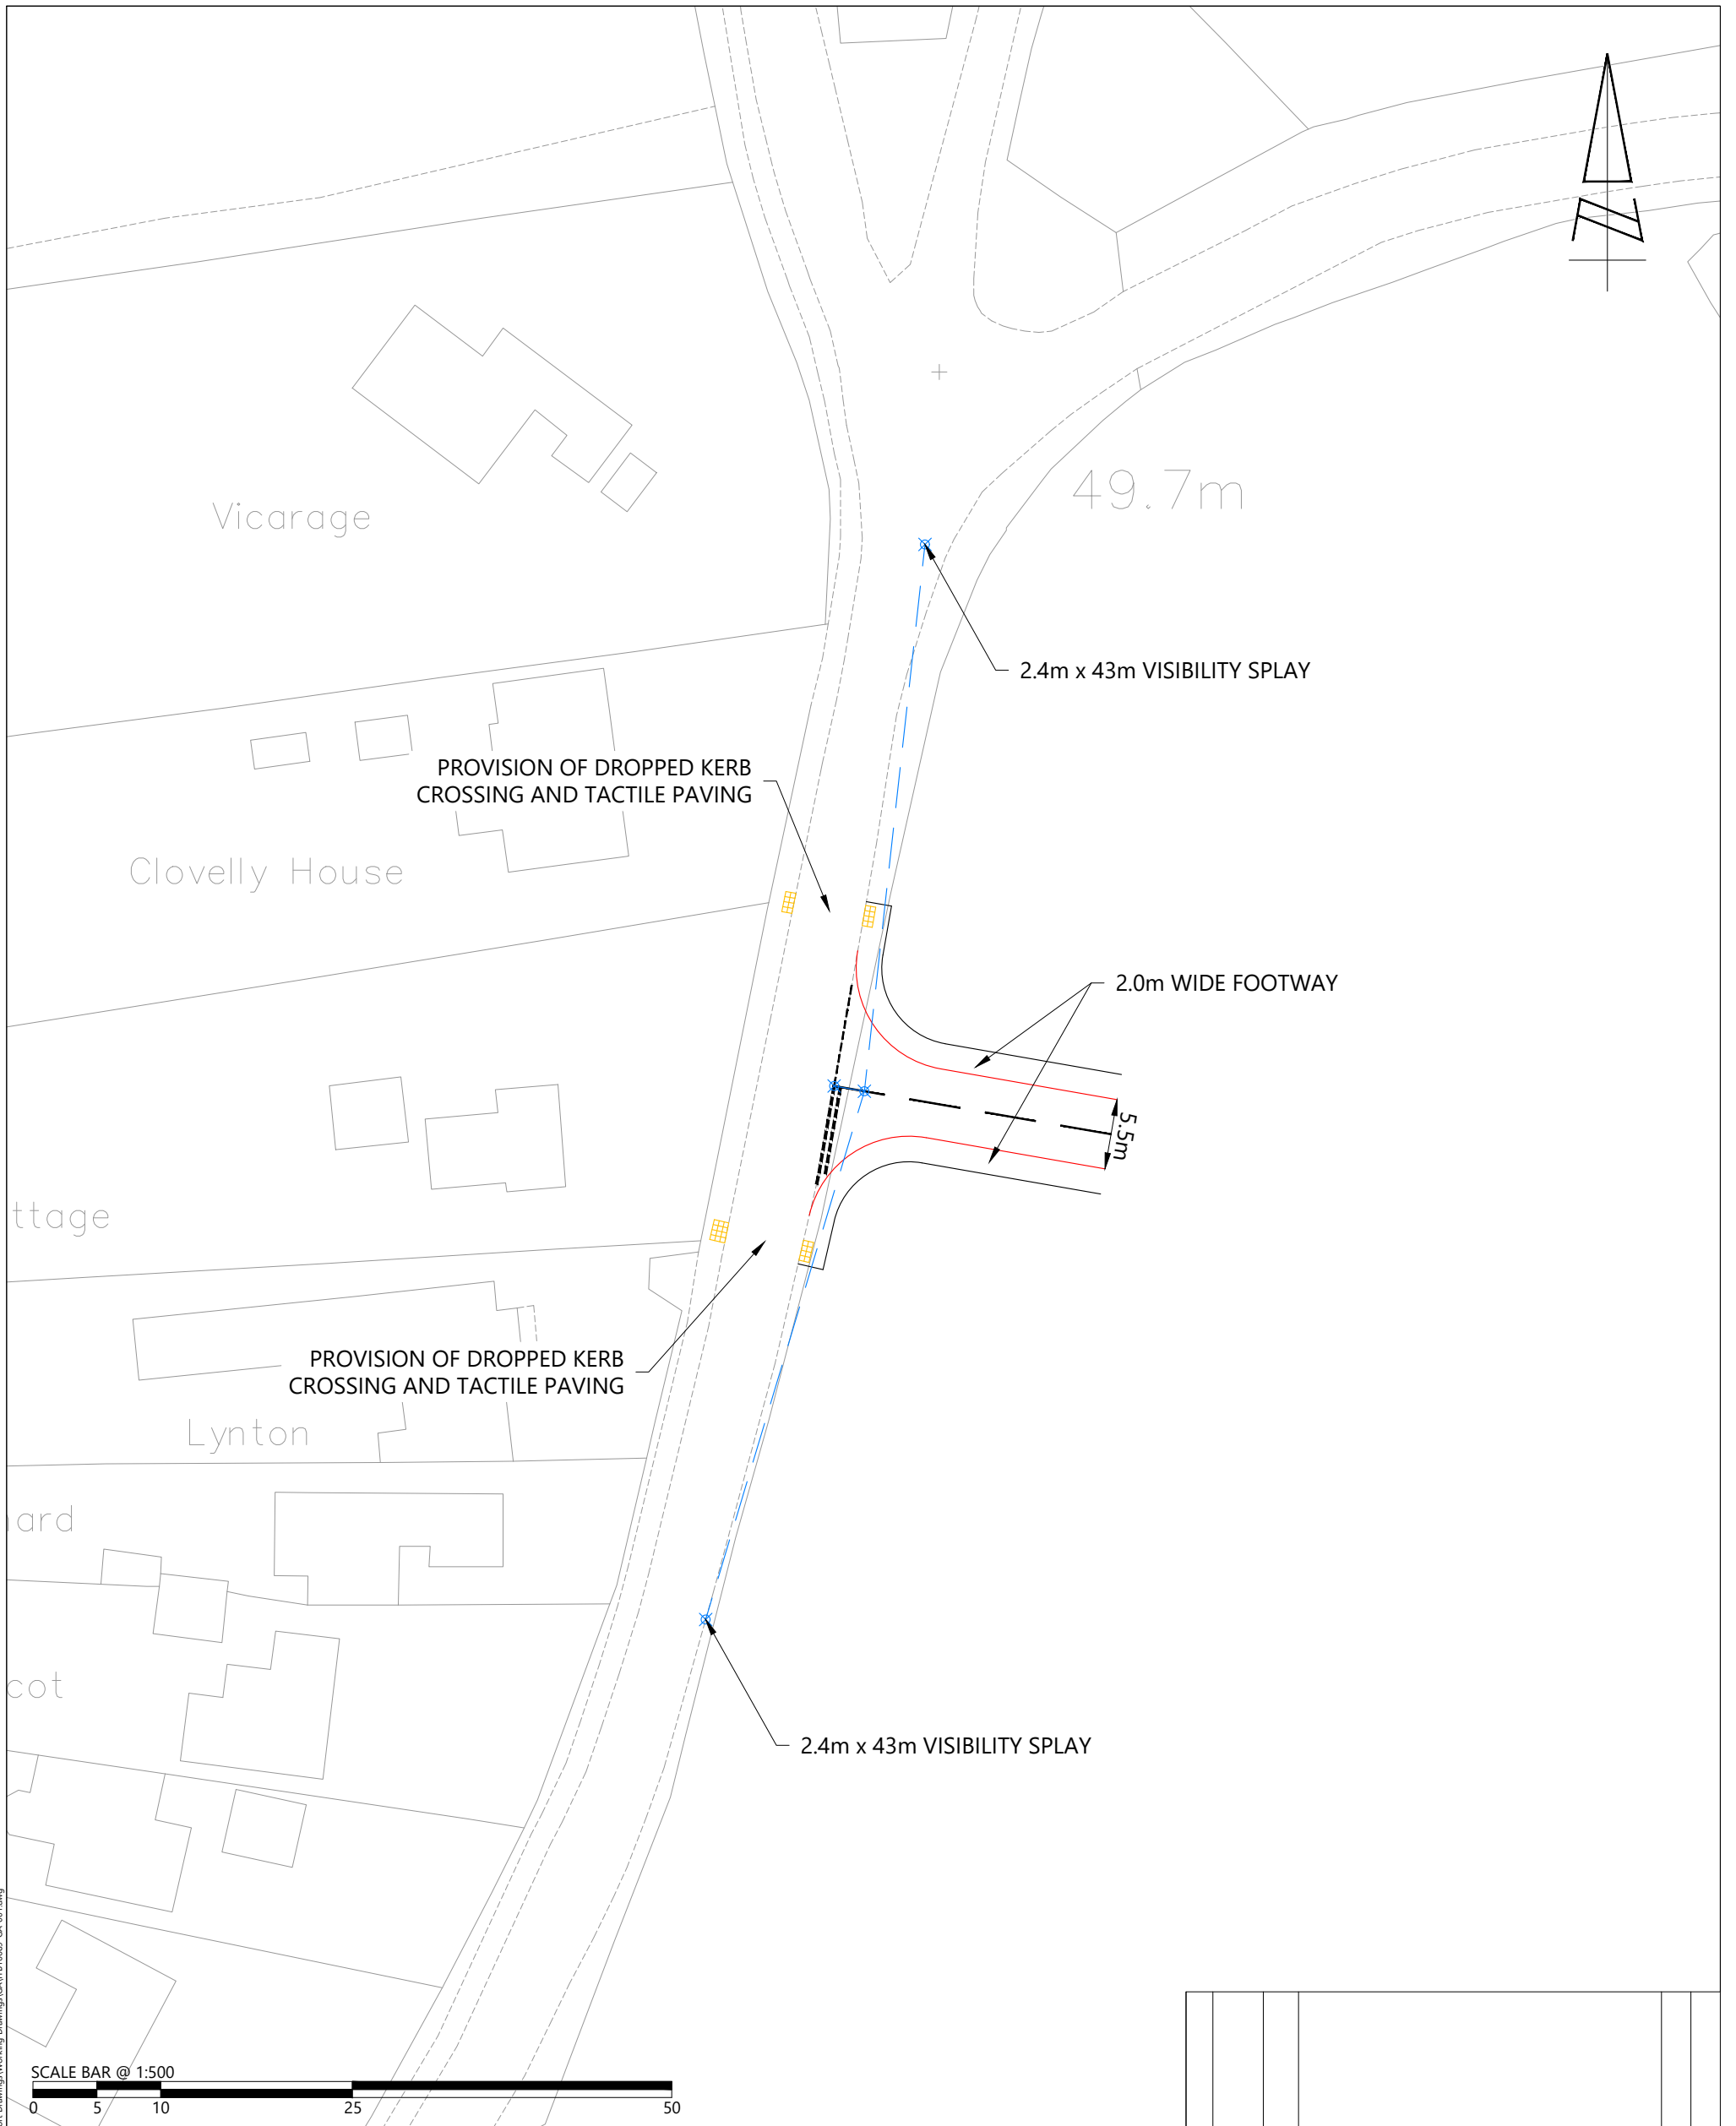 49.7m
Vicarage
2.4m x 43m VISIBILITY SPLAY
PROVISION OF DROPPED KERB
CROSSING AND TACTILE PAVING
Clovelly House
2.0m WIDE FOOTWAY
5.5m
ttage
PROVISION OF DROPPED KERB
CROSSING AND TACTILE PAVING
Lynton
ard
cot
2.4m x 43m VISIBILITY SPLAY
SCALE BAR @ 1:500
0 5 10 25 50